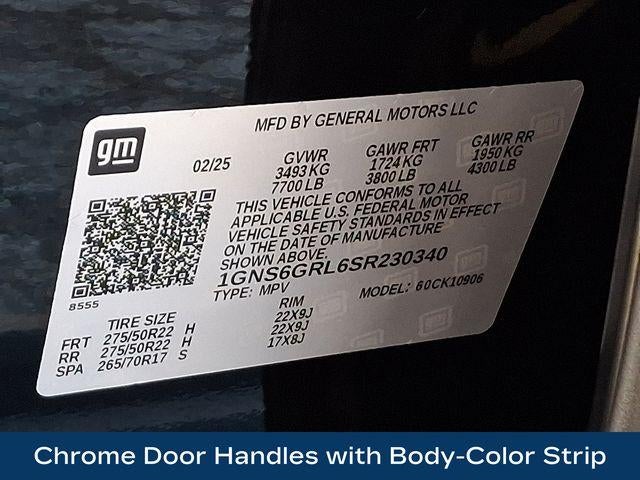 gm
MFD BY GENERAL MOTORS LLC
02/25
GVWR
3493 KG
7700 LB
GAWR FRT
1724 KG
3800 LB
GAWR RR
1950 KG
4300 LB
THIS VEHICLE CONFORMS TO ALL
APPLICABLE U.S. FEDERAL MOTOR
VEHICLE SAFETY STANDARDS IN EFFECT
ON THE DATE OF MANUFACTURE
SHOWN ABOVE.
1GNS6GRL6SR230340
TYPE: MPV
MODEL: 60CK10906
8555
TIRE SIZE RIM
FRT 275/50R22 H 22X9J
RR 275/50R22 H 22X9J
SPA 265/70R17 S 17X8J
Chrome Door Handles with Body-Color Strip